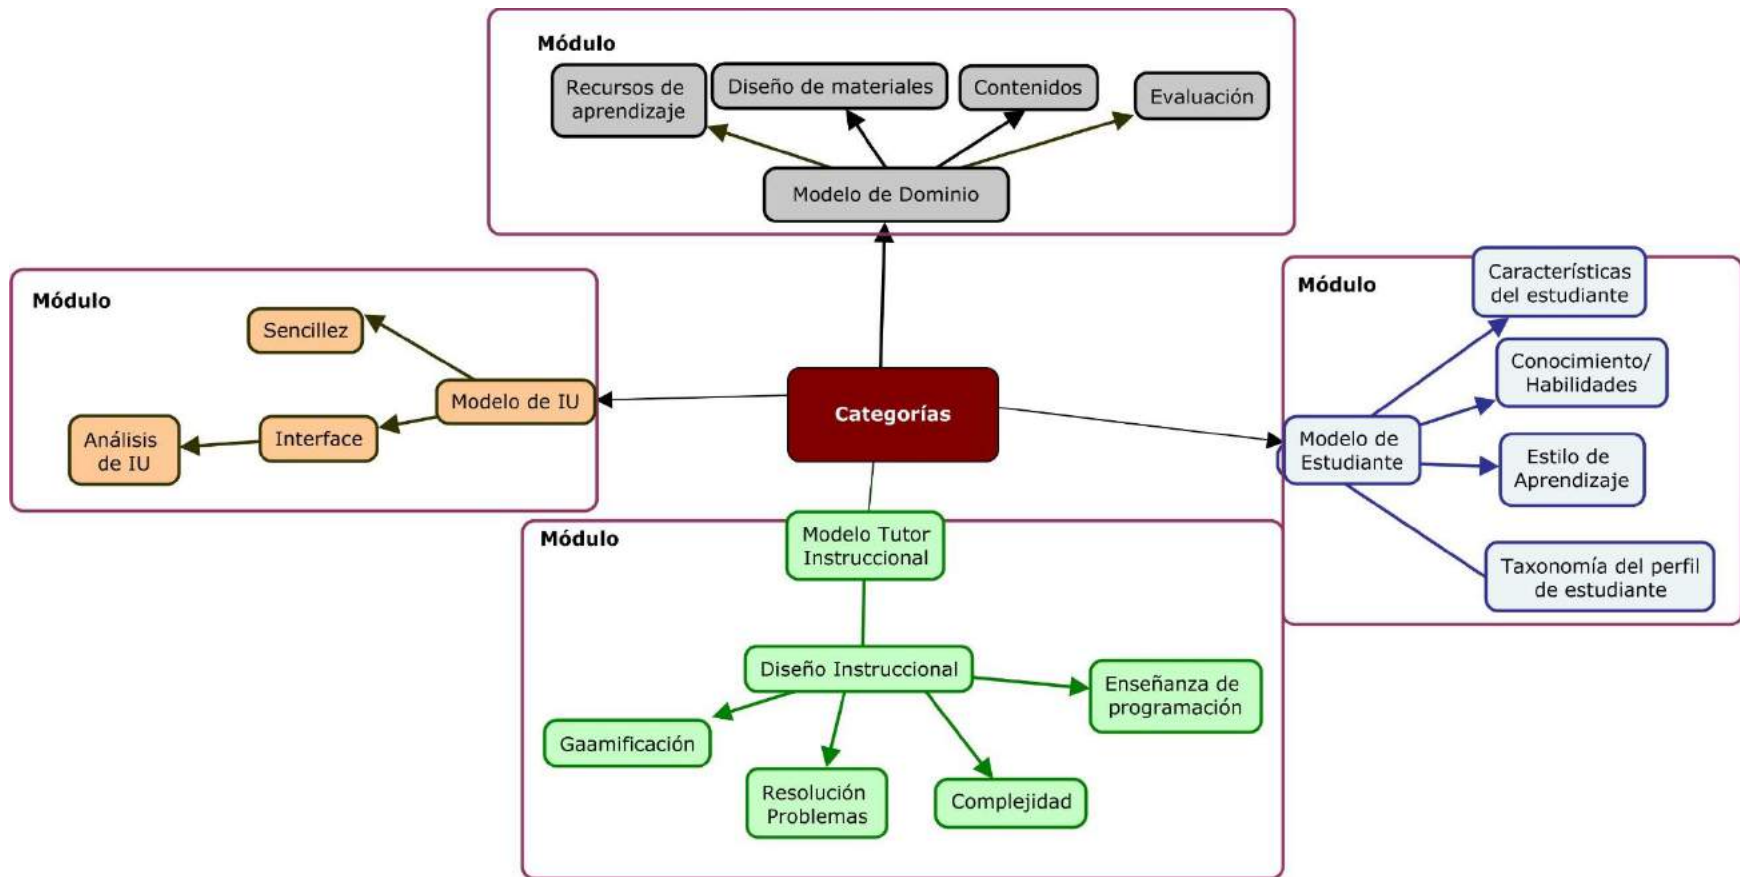 Módulo
Recursos de
aprendizaje
Diseño de materiales
Contenidos
Evaluación
Modelo de Dominio
Módulo
Sencillez
Modelo de IU
Interface
Análisis
de IU
Categorías
Módulo
Características
del estudiante
Conocimiento/
Habilidades
Modelo de
Estudiante
Estilo de
Aprendizaje
Taxonomía del perfil
de estudiante
Módulo
Modelo Tutor
Instruccional
Diseño Instruccional
Enseñanza de
programación
Gaamificación
Resolución
Problemas
Complejidad